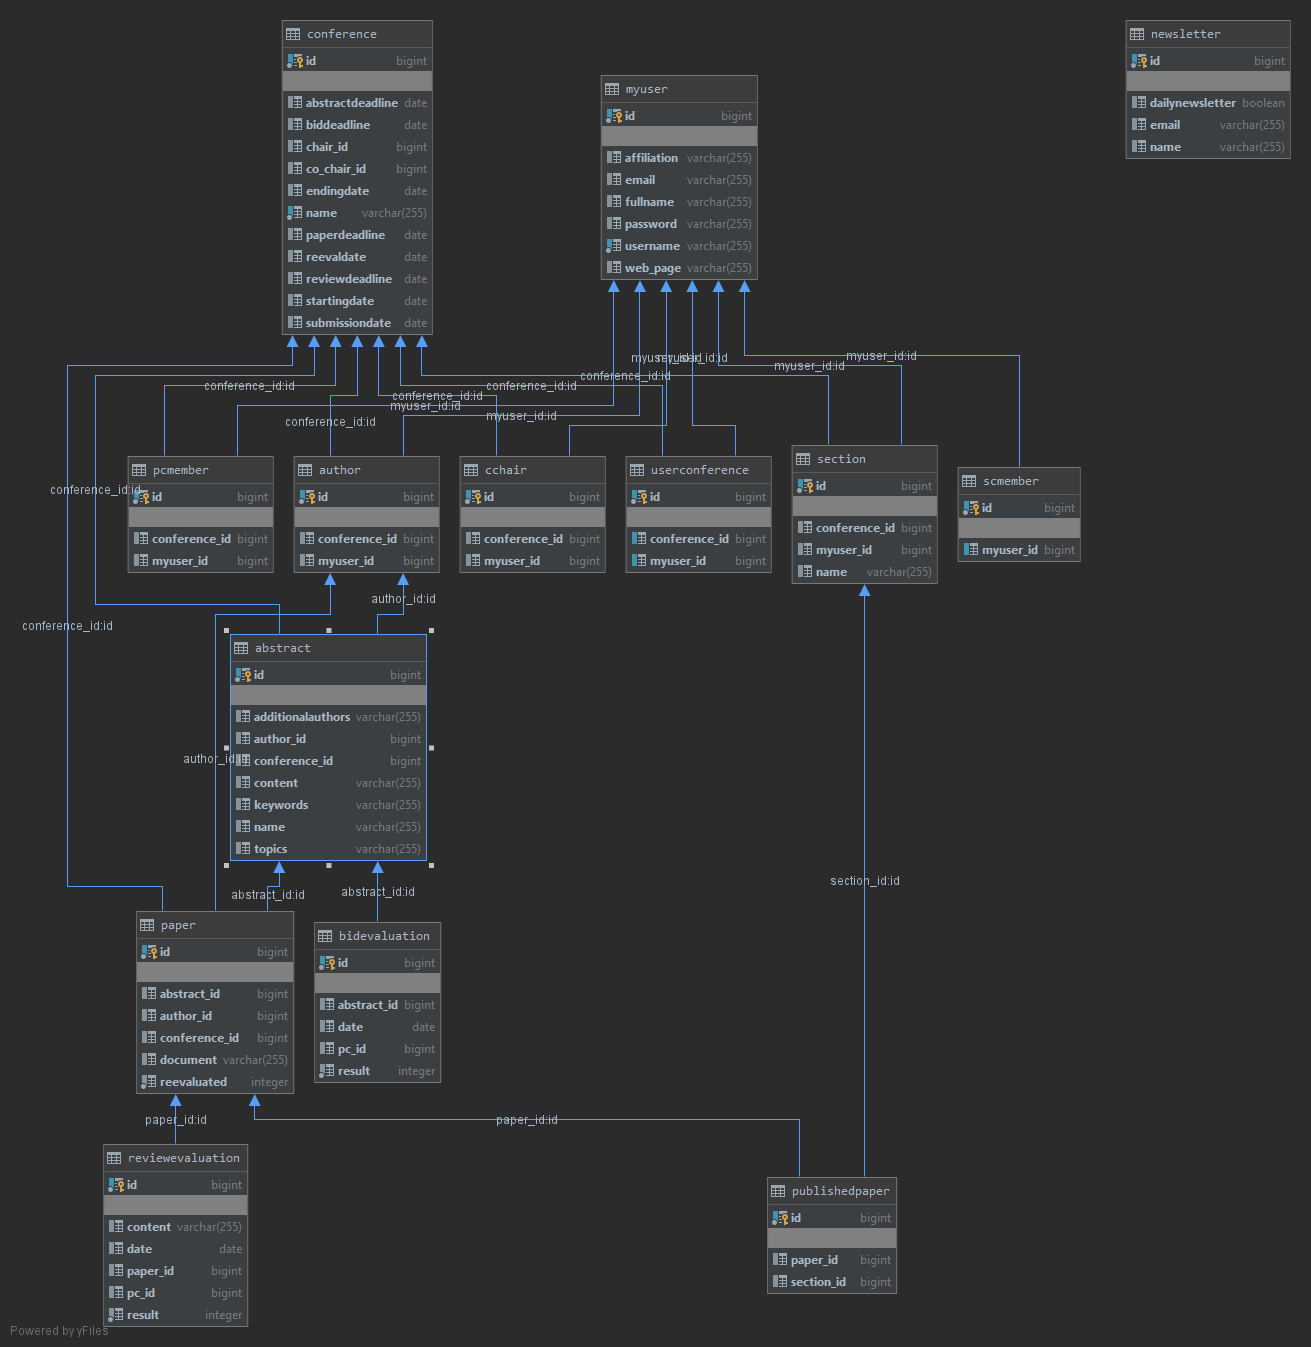 conference
id bigint
abstractdeadline date
biddeadline date
chair_id bigint
co_chair_id bigint
endingdate date
name varchar(255)
paperdeadline date
reevaldate date
reviewdeadline date
startingdate date
submissiondate date
myuser
id bigint
affiliation varchar(255)
email varchar(255)
fullname varchar(255)
password varchar(255)
username varchar(255)
web_page varchar(255)
newsletter
id bigint
dailynewsletter boolean
email varchar(255)
name varchar(255)
myuser_id:id
myuser_id:id
myuser_id:id
myuser_id:id
conference_id:id
conference_id:id
conference_id:id
conference_id:id
myuser_id:id
myuser_id:id
conference_id:id
conference_id:id
conference_id:id
pcmember
id bigint
conference_id bigint
myuser_id bigint
author
id bigint
conference_id bigint
myuser_id bigint
cchair
id bigint
conference_id bigint
myuser_id bigint
userconference
id bigint
conference_id bigint
myuser_id bigint
section
id bigint
conference_id bigint
myuser_id bigint
name varchar(255)
scmember
id bigint
myuser_id bigint
author_id:id
author_id:id
abstract
id bigint
additionalauthors varchar(255)
author_id bigint
conference_id bigint
content varchar(255)
keywords varchar(255)
name varchar(255)
topics varchar(255)
abstract_id:id
abstract_id:id
section_id:id
paper
id bigint
abstract_id bigint
author_id bigint
conference_id bigint
document varchar(255)
reevaluated integer
bidevaluation
id bigint
abstract_id bigint
date date
pc_id bigint
result integer
paper_id:id
paper_id:id
reviewevaluation
id bigint
content varchar(255)
date date
paper_id bigint
pc_id bigint
result integer
publishedpaper
id bigint
paper_id bigint
section_id bigint
Powered by yFiles